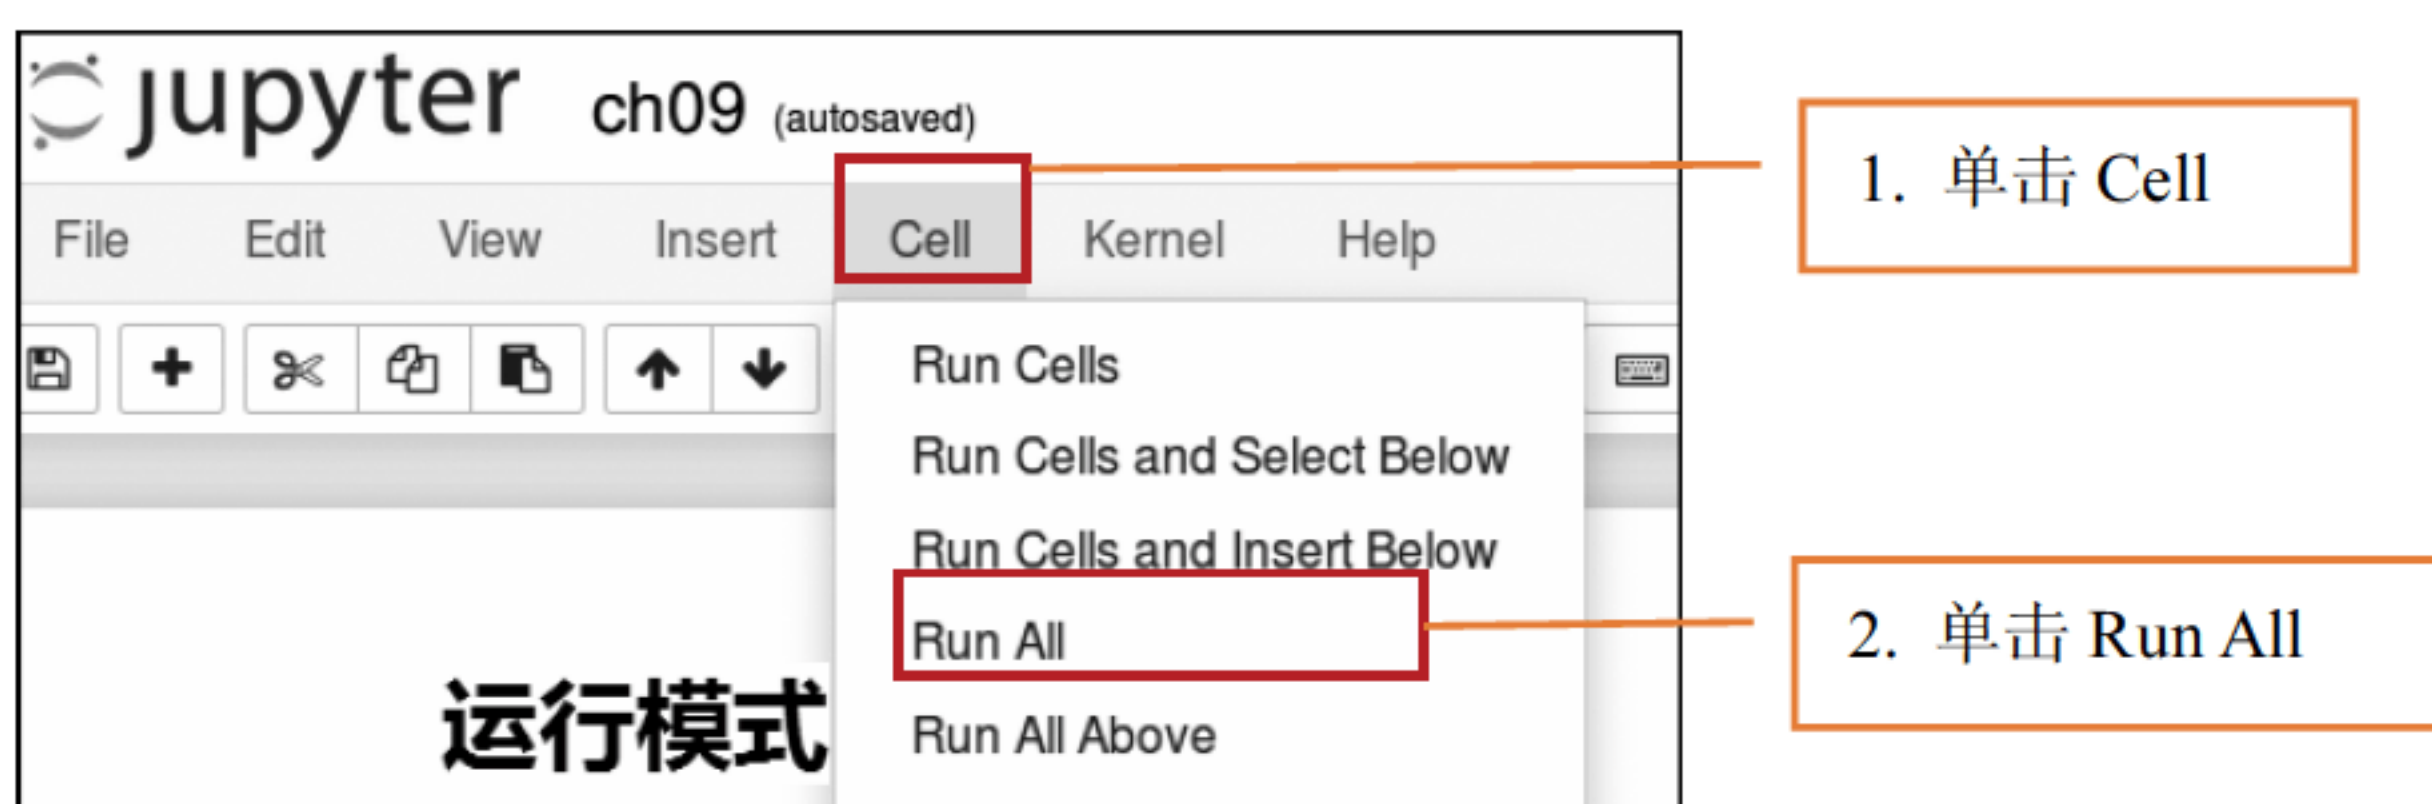 jupyter ch09 (autosaved)
1. 单击 Cell
File Edit View Insert Cell Kernel Help
Run Cells
Run Cells and Select Below
Run Cells and Insert Below
Run All
2. 单击 Run All
运行模式
Run All Above